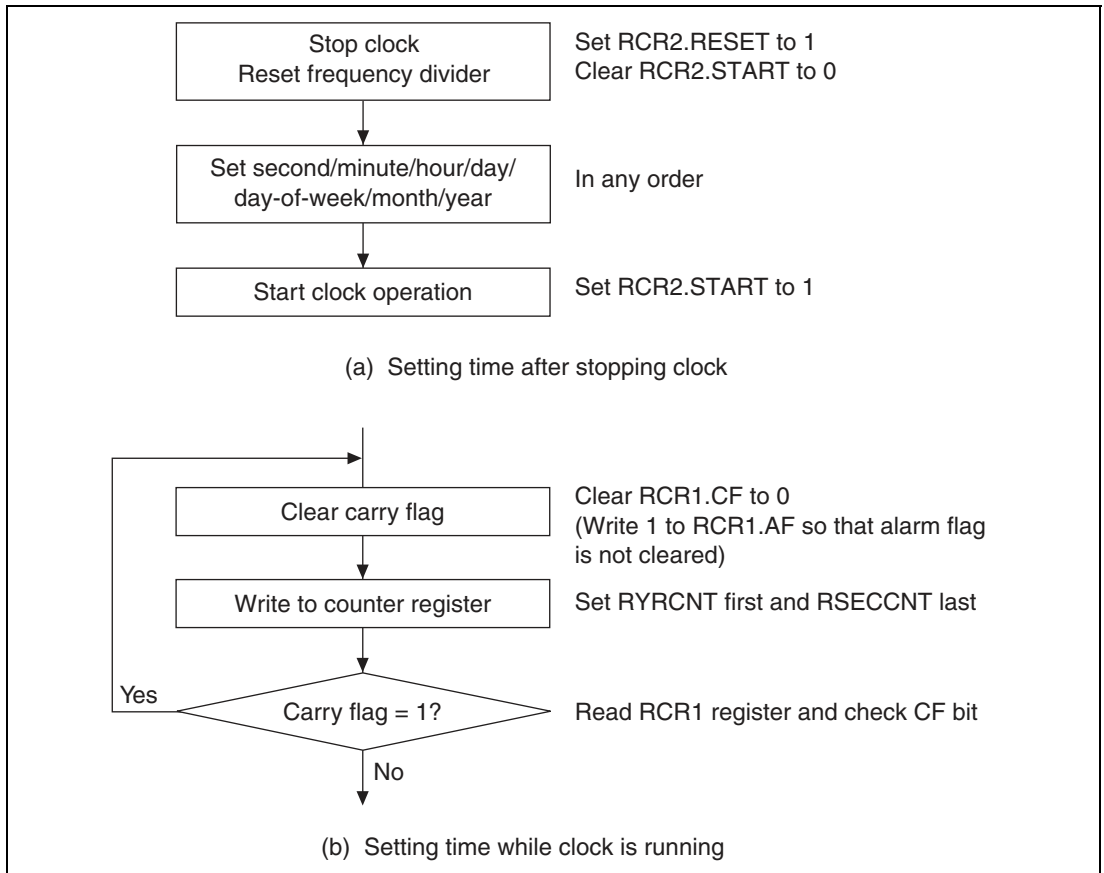 Stop clock
Reset frequency divider
Set RCR2.RESET to 1
Clear RCR2.START to 0
Set second/minute/hour/day/
day-of-week/month/year
In any order
Start clock operation
Set RCR2.START to 1
(a) Setting time after stopping clock
Clear carry flag
Clear RCR1.CF to 0
(Write 1 to RCR1.AF so that alarm flag
is not cleared)
Write to counter register
Set RYRCNT first and RSECCNT last
Yes
Carry flag = 1?
Read RCR1 register and check CF bit
No
(b) Setting time while clock is running